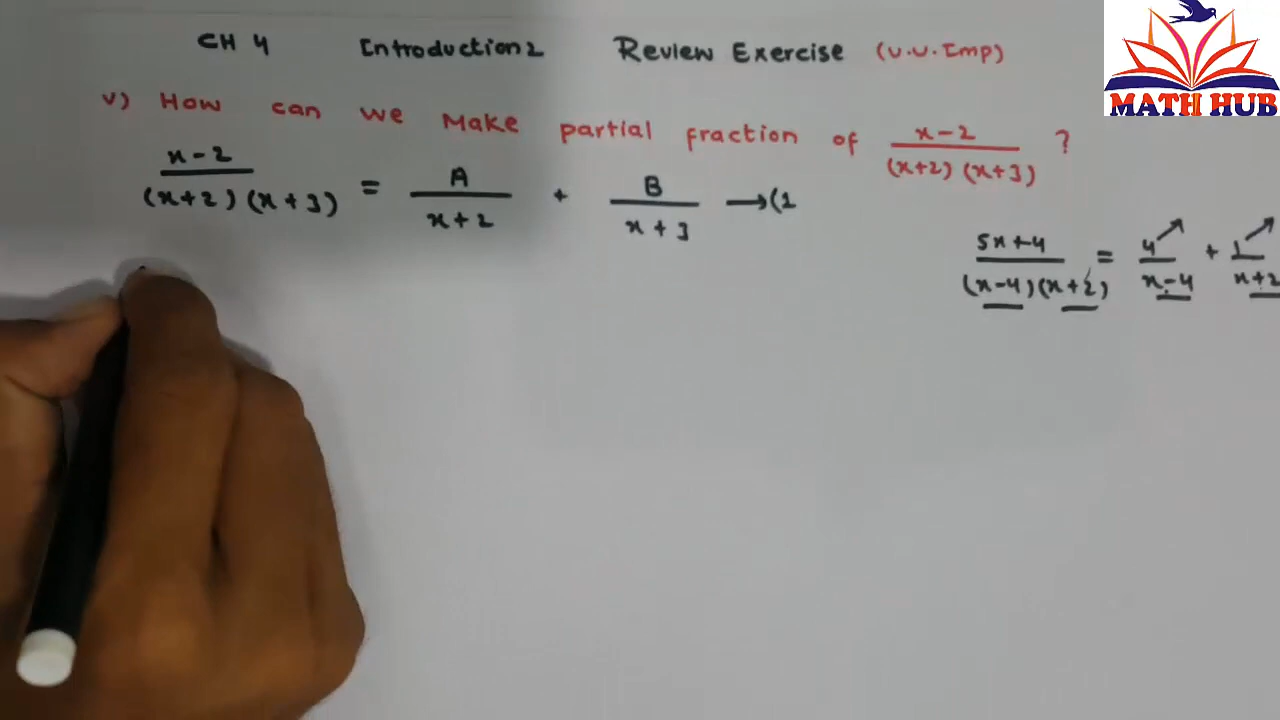 CH 4 Introduction2 Review Exercise (v.v.Imp)
MATH HUB
v) How can we Make partial fraction of x-2/(x+2)(x+3) ?
x-2/(x+2)(x+3) = A/x+2 + B/x+3 →(1
5x+4/(x-4)(x+2) = 4/x-4 + 1/x+2